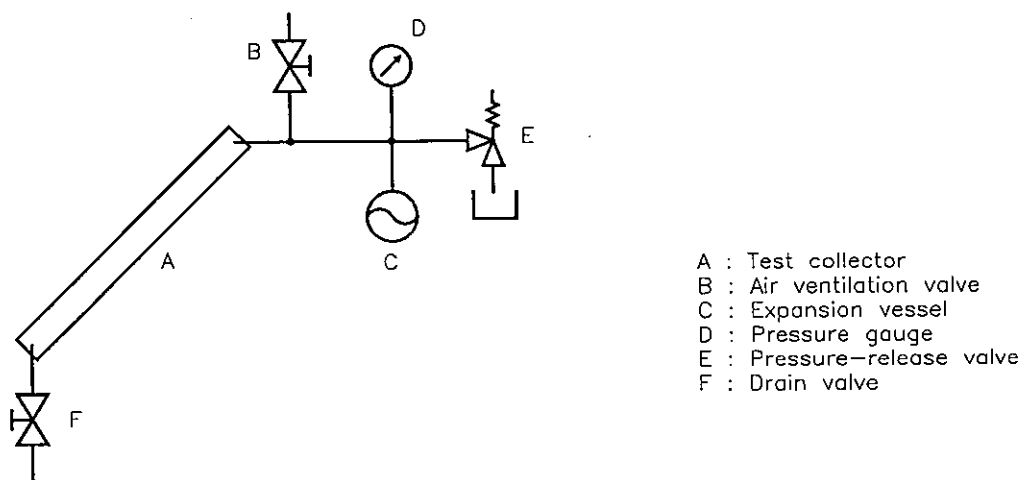 D
B
E
A
C
F
A : Test collector
B : Air ventilation valve
C : Expansion vessel
D : Pressure gauge
E : Pressure-release valve
F : Drain valve